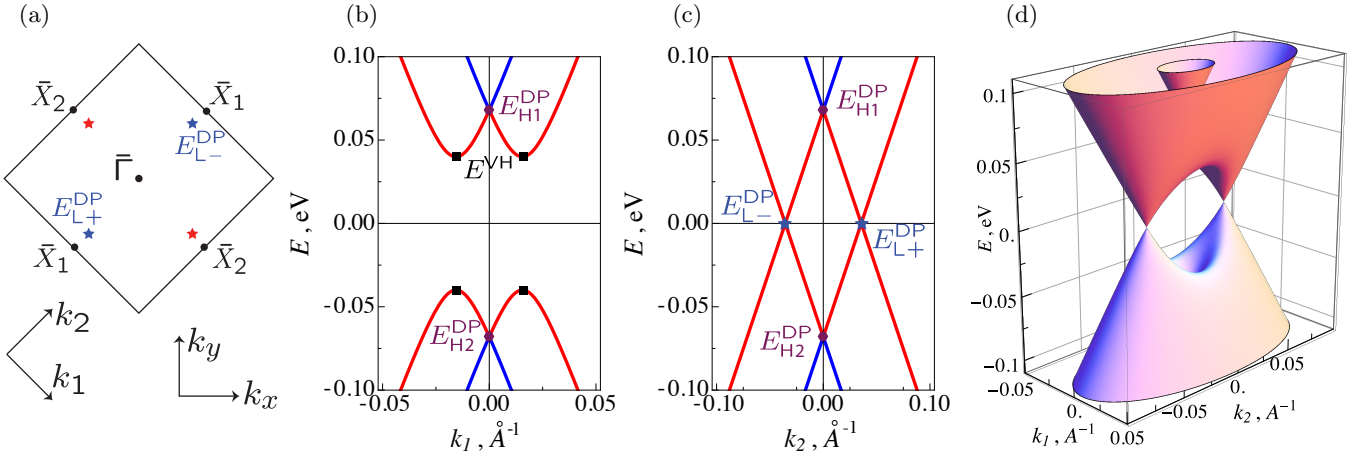 (a)
X̄₂
X̄₁
E^DP_L−
Γ̄
E^DP_L+
X̄₁
X̄₂
k₂
k₁
k_y
k_x
(b)
0.10
0.05
0.00
-0.05
-0.10
E , eV
E^DP_H1
E^VH
E^DP_H2
-0.05
0.00
0.05
k₁ , Å⁻¹
(c)
0.10
0.05
0.00
-0.05
-0.10
E , eV
E^DP_H1
E^DP_L−
E^DP_L+
E^DP_H2
-0.10
-0.05
0.00
0.05
0.10
k₂ , Å⁻¹
(d)
0.1
0.05
0.
−0.05
−0.1
E, eV
−0.05
0.
0.05
k₁ , A⁻¹
−0.05
0.
0.05
k₂ , A⁻¹